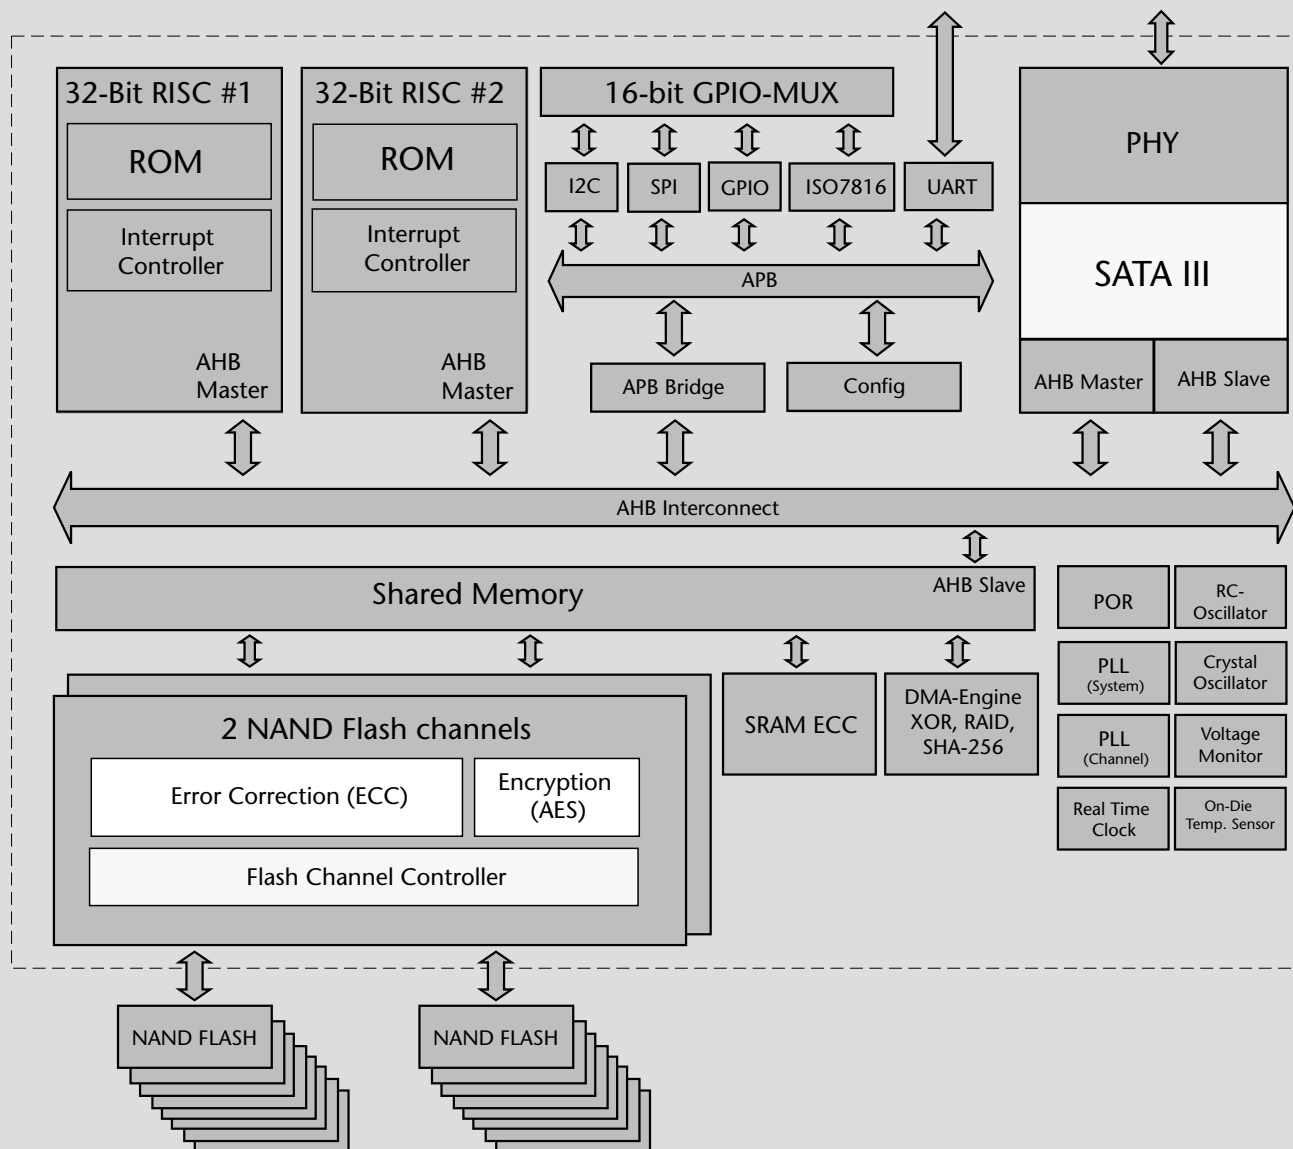 32-Bit RISC #1
ROM
Interrupt
Controller
AHB
Master
32-Bit RISC #2
ROM
Interrupt
Controller
AHB
Master
16-bit GPIO-MUX
I2C
SPI
GPIO
ISO7816
UART
APB
APB Bridge
Config
PHY
SATA III
AHB Master
AHB Slave
AHB Interconnect
Shared Memory
AHB Slave
2 NAND Flash channels
Error Correction (ECC)
Encryption
(AES)
Flash Channel Controller
SRAM ECC
DMA-Engine
XOR, RAID,
SHA-256
POR
RC-
Oscillator
PLL
(System)
Crystal
Oscillator
PLL
(Channel)
Voltage
Monitor
Real Time
Clock
On-Die
Temp. Sensor
NAND FLASH
NAND FLASH